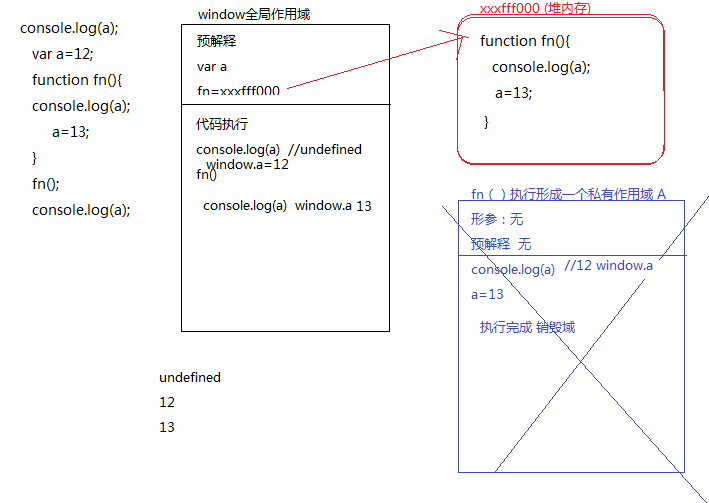 console.log(a);
var a=12;
function fn(){
console.log(a);
a=13;
}
fn();
console.log(a);
window全局作用域
预解释
var a
fn=xxxfff000
代码执行
console.log(a) //undefined
window.a=12
fn()
console.log(a) window.a 13
xxxfff000 (堆内存)
function fn(){
console.log(a);
a=13;
}
fn（ ）执行形成一个私有作用域 A
形参：无
预解释 无
console.log(a) //12 window.a
a=13
执行完成 销毁域
undefined
12
13